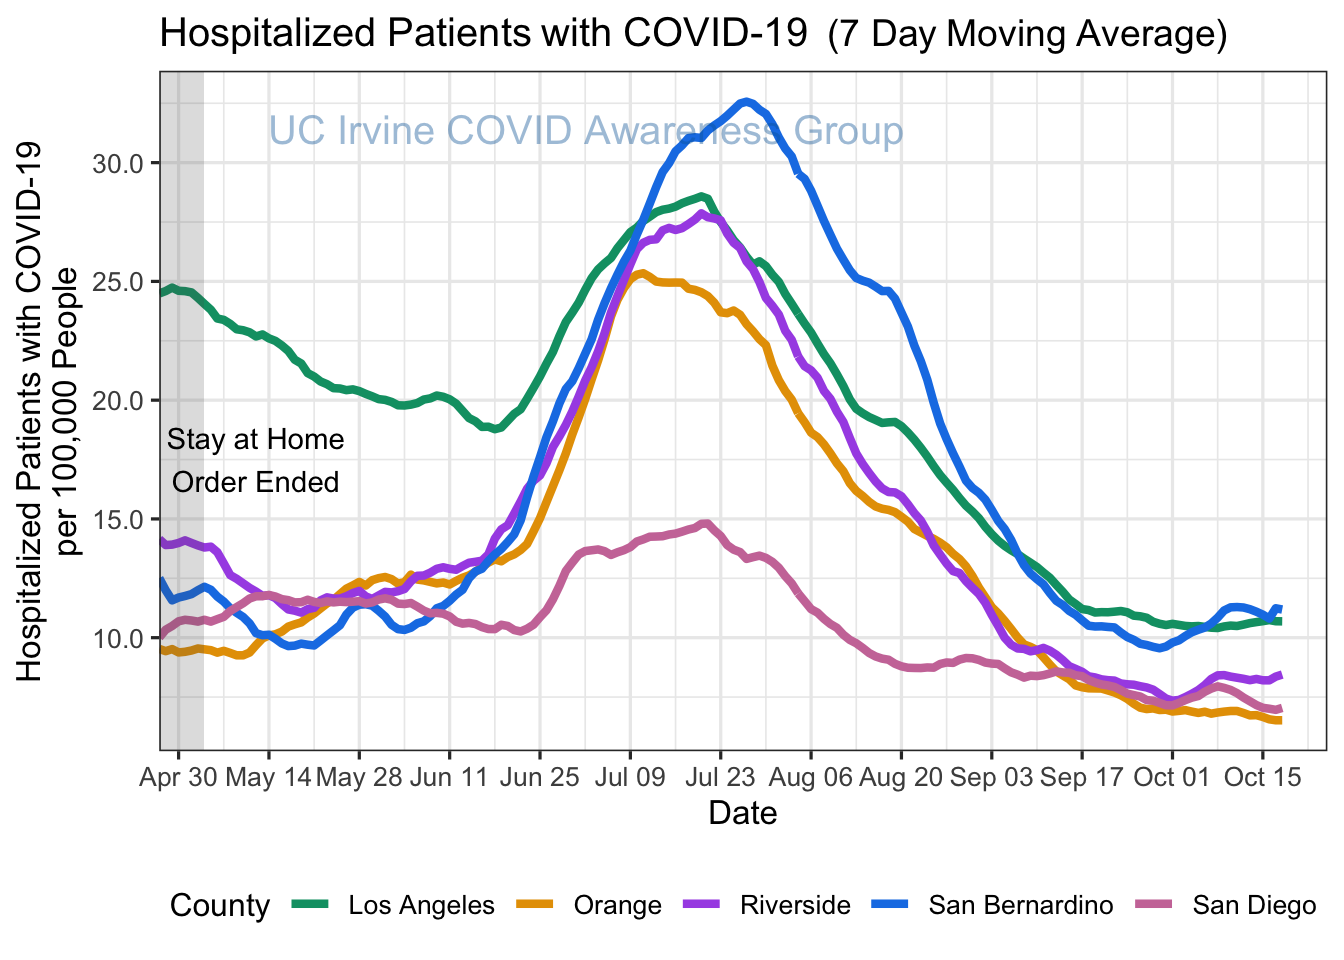 Hospitalized Patients with COVID-19  (7 Day Moving Average)
UC Irvine COVID Awareness Group
Hospitalized Patients with COVID-19
per 100,000 People
30.0
25.0
20.0
15.0
10.0
Stay at Home
Order Ended
Apr 30 May 14 May 28 Jun 11 Jun 25 Jul 09 Jul 23 Aug 06 Aug 20 Sep 03 Sep 17 Oct 01 Oct 15
Date
County Los Angeles Orange Riverside San Bernardino San Diego